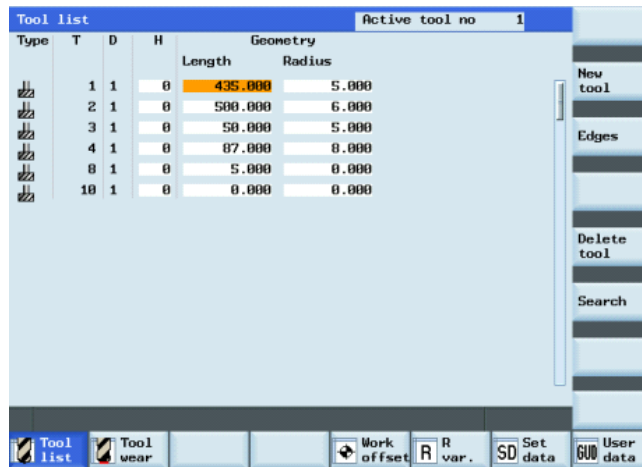 Tool list Active tool no 1
Type T D H Geometry
Length Radius
1 1 0 435.000 5.000
2 1 0 500.000 6.000
3 1 0 50.000 5.000
4 1 0 87.000 8.000
8 1 0 5.000 0.000
10 1 0 0.000 0.000
New
tool
Edges
Delete
tool
Search
Tool
list
Tool
wear
Work
offset
R R
var.
SD Set
data
GUD User
data